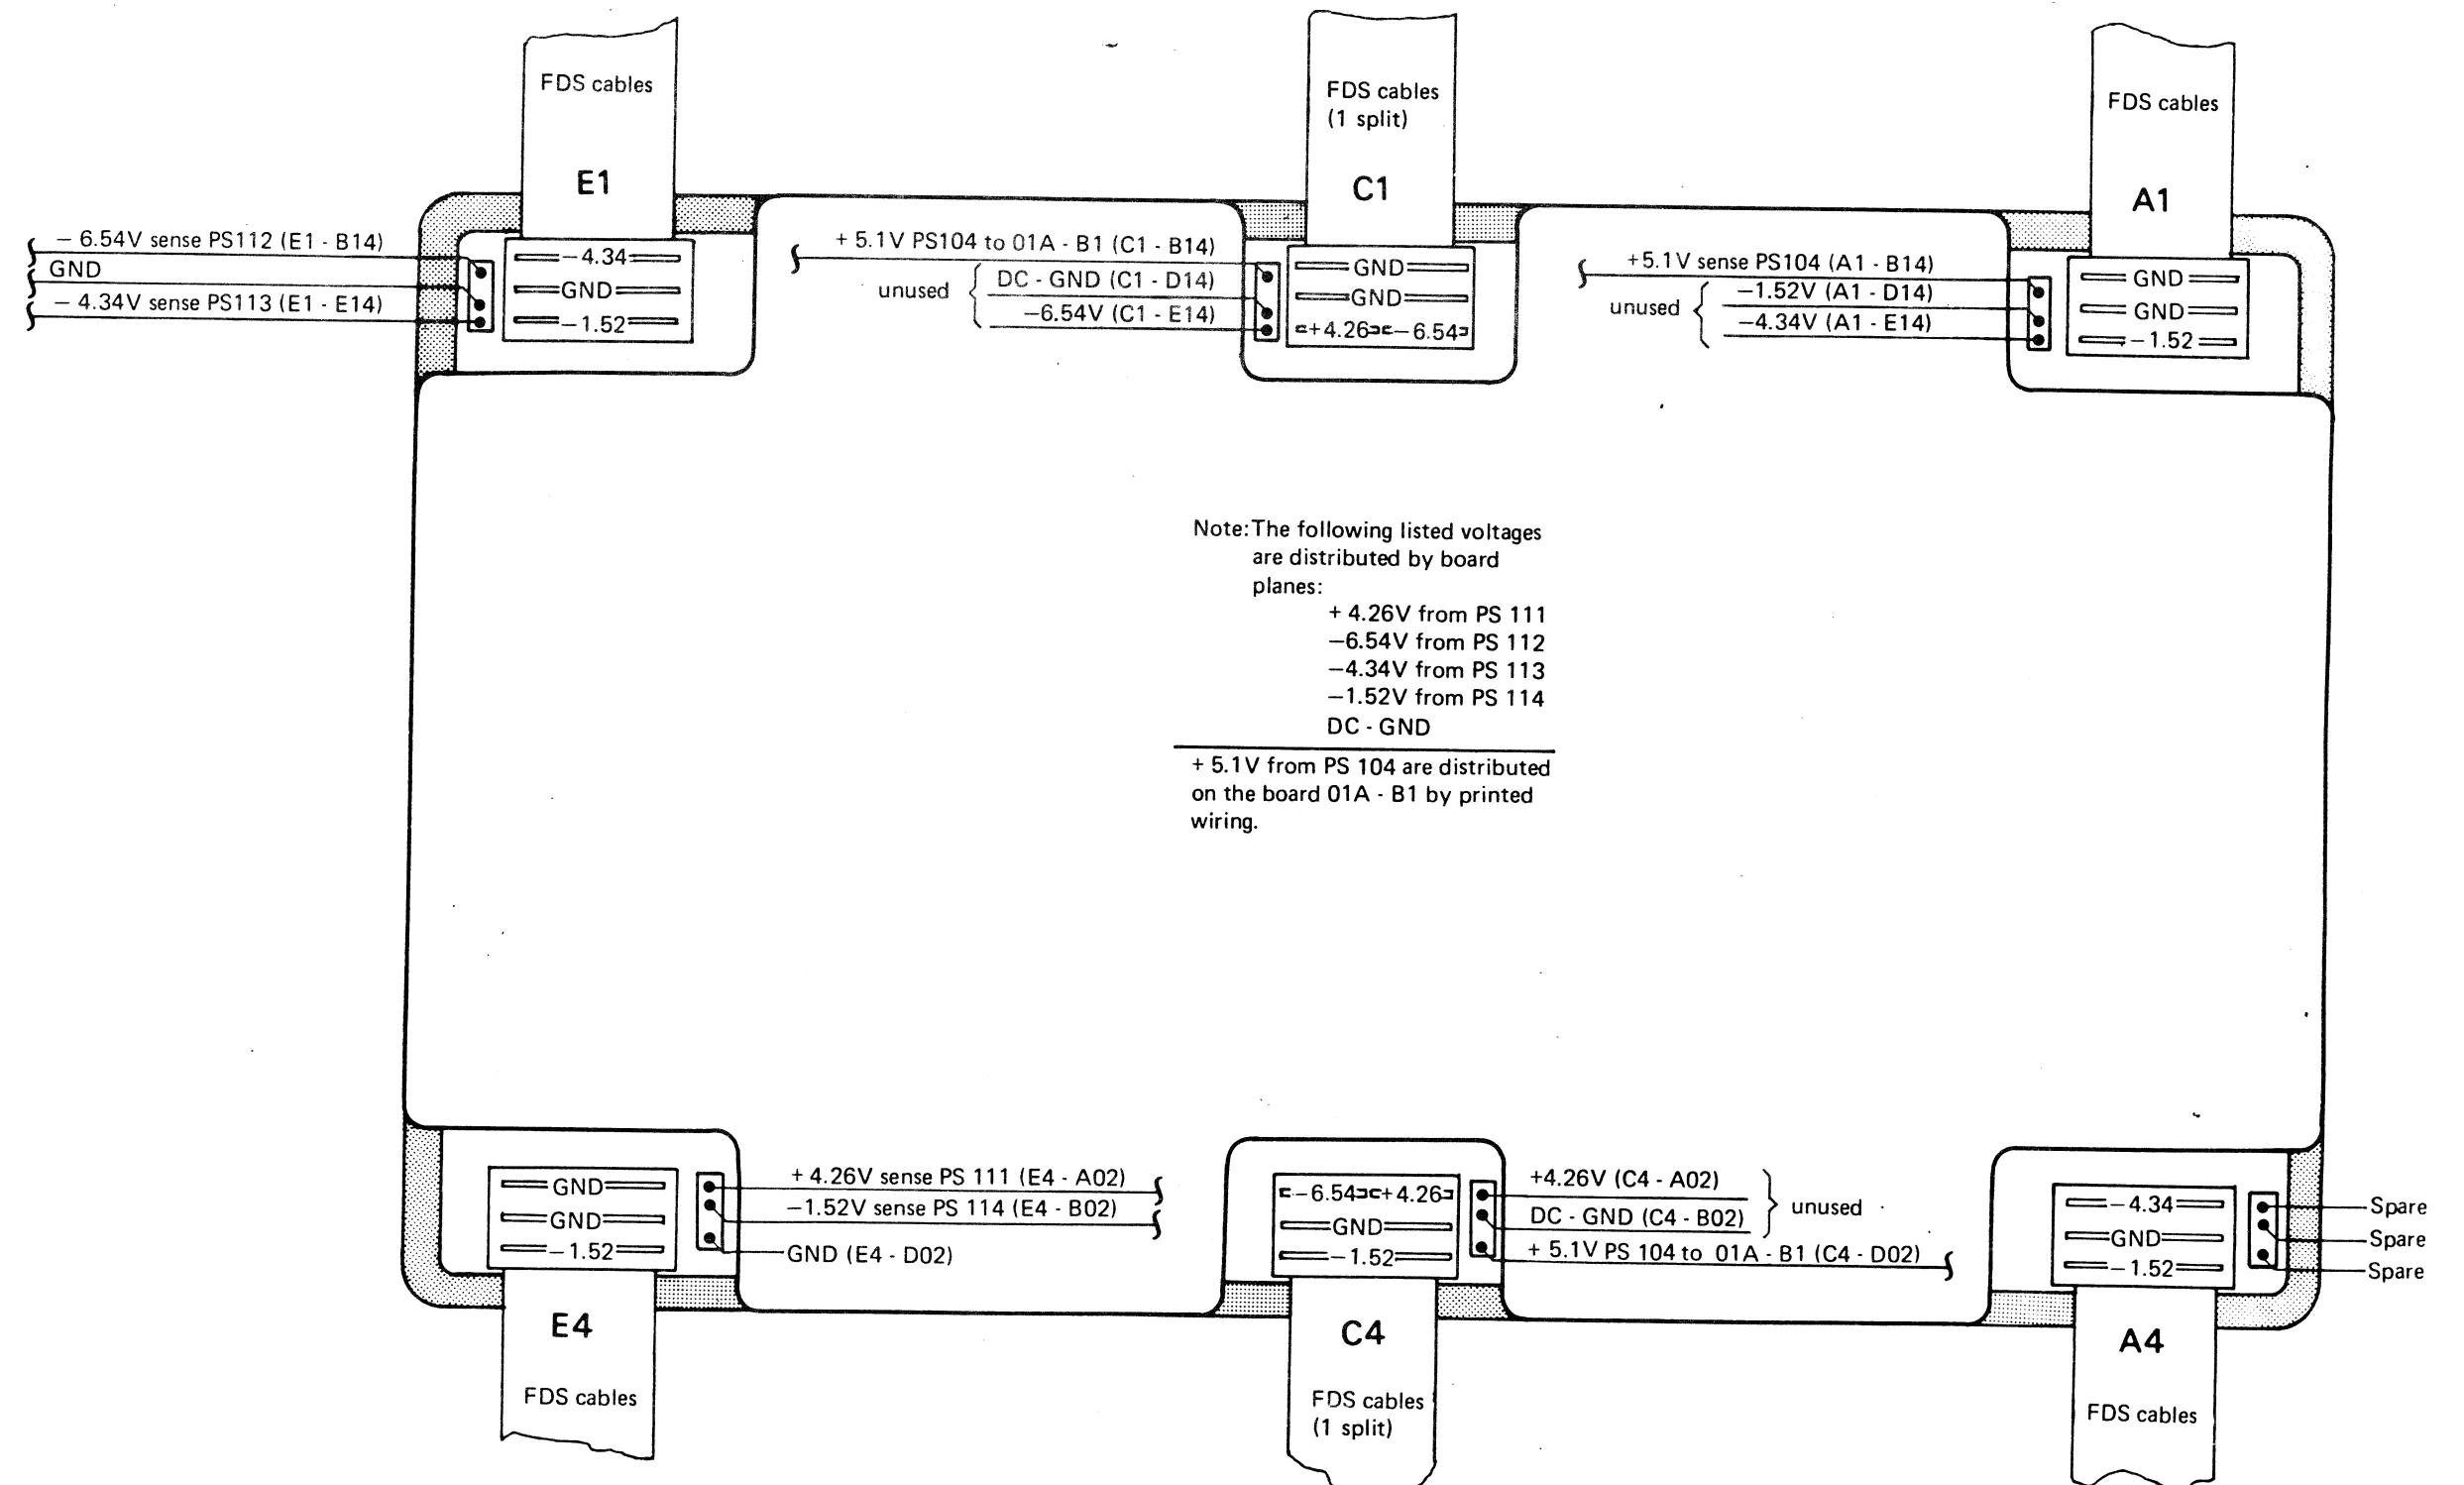 FDS cables
E1
FDS cables
(1 split)
C1
FDS cables
A1
− 6.54V sense PS112 (E1 - B14)
GND
− 4.34V sense PS113 (E1 - E14)
−4.34
GND
−1.52
+ 5.1V PS104 to 01A - B1 (C1 - B14)
unused
DC - GND (C1 - D14)
−6.54V (C1 - E14)
GND
GND
+4.26 −6.54
+5.1V sense PS104 (A1 - B14)
unused
−1.52V (A1 - D14)
−4.34V (A1 - E14)
GND
GND
−1.52
Note: The following listed voltages
are distributed by board
planes:
+ 4.26V from PS 111
−6.54V from PS 112
−4.34V from PS 113
−1.52V from PS 114
DC - GND
+ 5.1V from PS 104 are distributed
on the board 01A - B1 by printed
wiring.
GND
GND
−1.52
+ 4.26V sense PS 111 (E4 - A02)
−1.52V sense PS 114 (E4 - B02)
GND (E4 - D02)
E4
FDS cables
−6.54 +4.26
GND
−1.52
+4.26V (C4 - A02)
DC - GND (C4 - B02)
unused
+ 5.1V PS 104 to 01A - B1 (C4 - D02)
C4
FDS cables
(1 split)
−4.34
GND
−1.52
Spare
Spare
Spare
A4
FDS cables